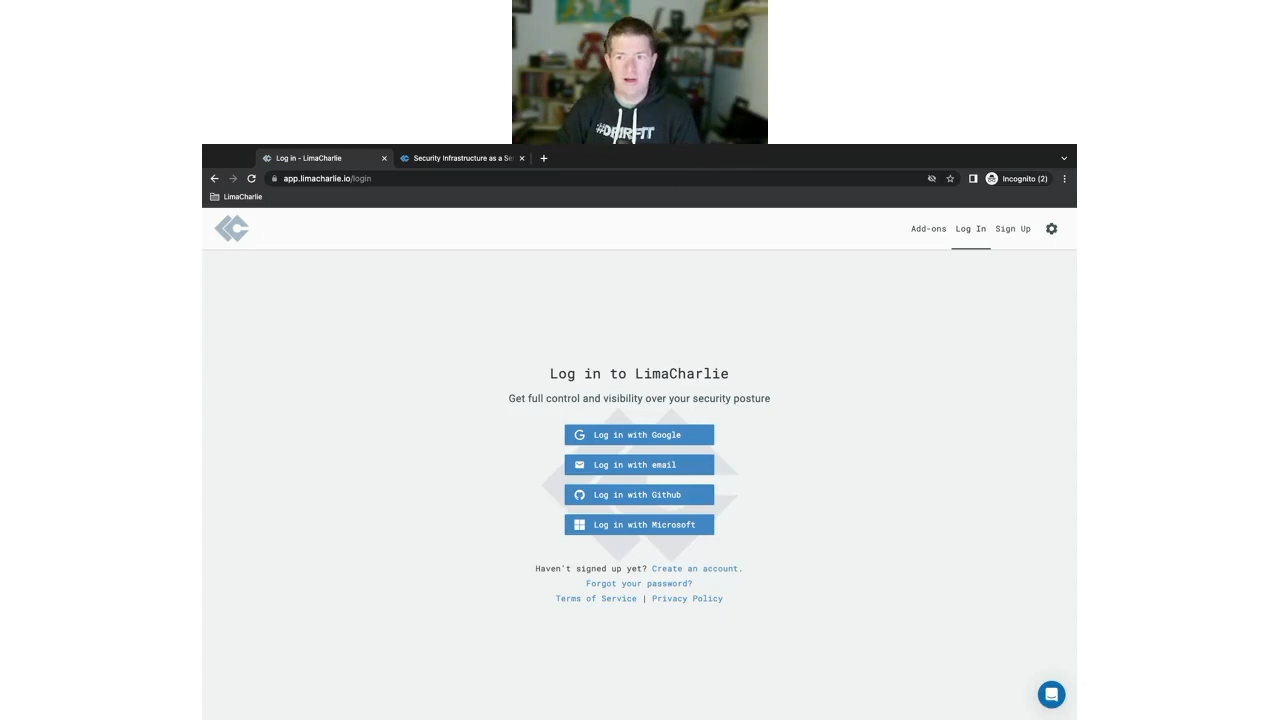 #DFIRFIT
Log in - LimaCharlie
Security Infrastructure as a Se
app.limacharlie.io/login
Incognito (2)
LimaCharlie
Add-ons
Log In
Sign Up
Log in to LimaCharlie
Get full control and visibility over your security posture
Log in with Google
Log in with email
Log in with Github
Log in with Microsoft
Haven't signed up yet? Create an account.
Forgot your password?
Terms of Service | Privacy Policy